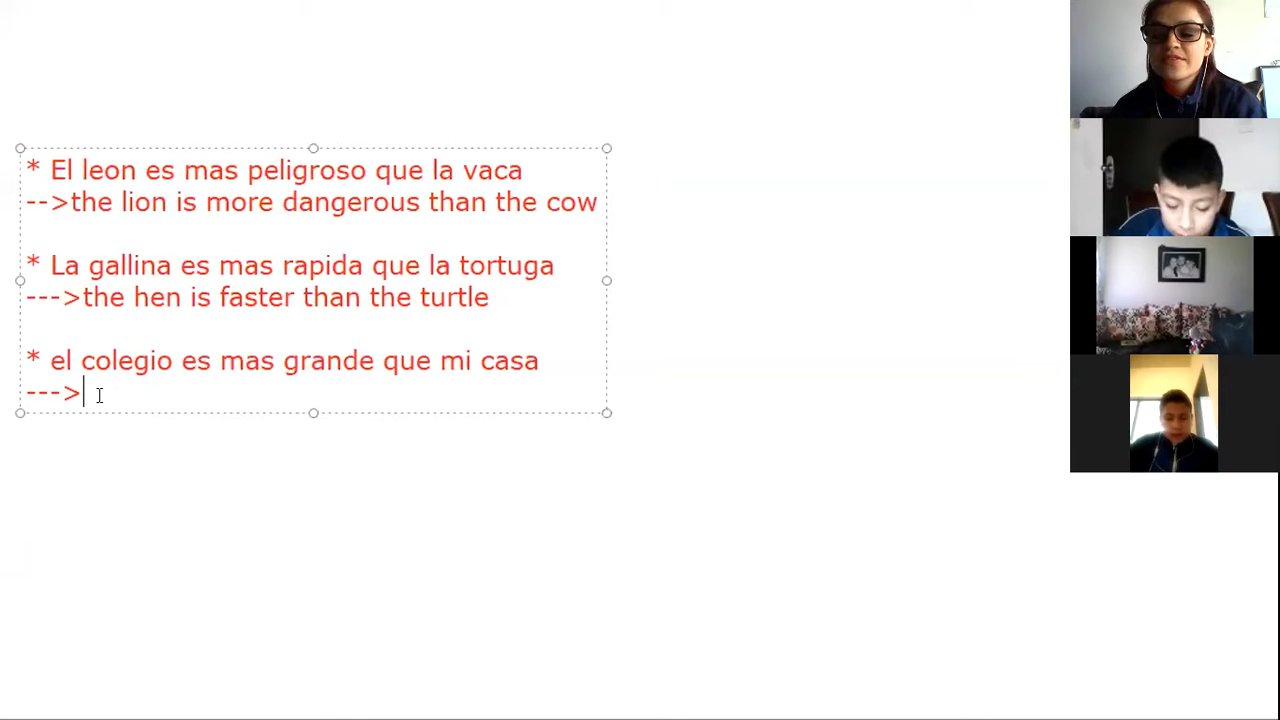 * El leon es mas peligroso que la vaca
-->the lion is more dangerous than the cow
* La gallina es mas rapida que la tortuga
--->the hen is faster than the turtle
* el colegio es mas grande que mi casa
--->